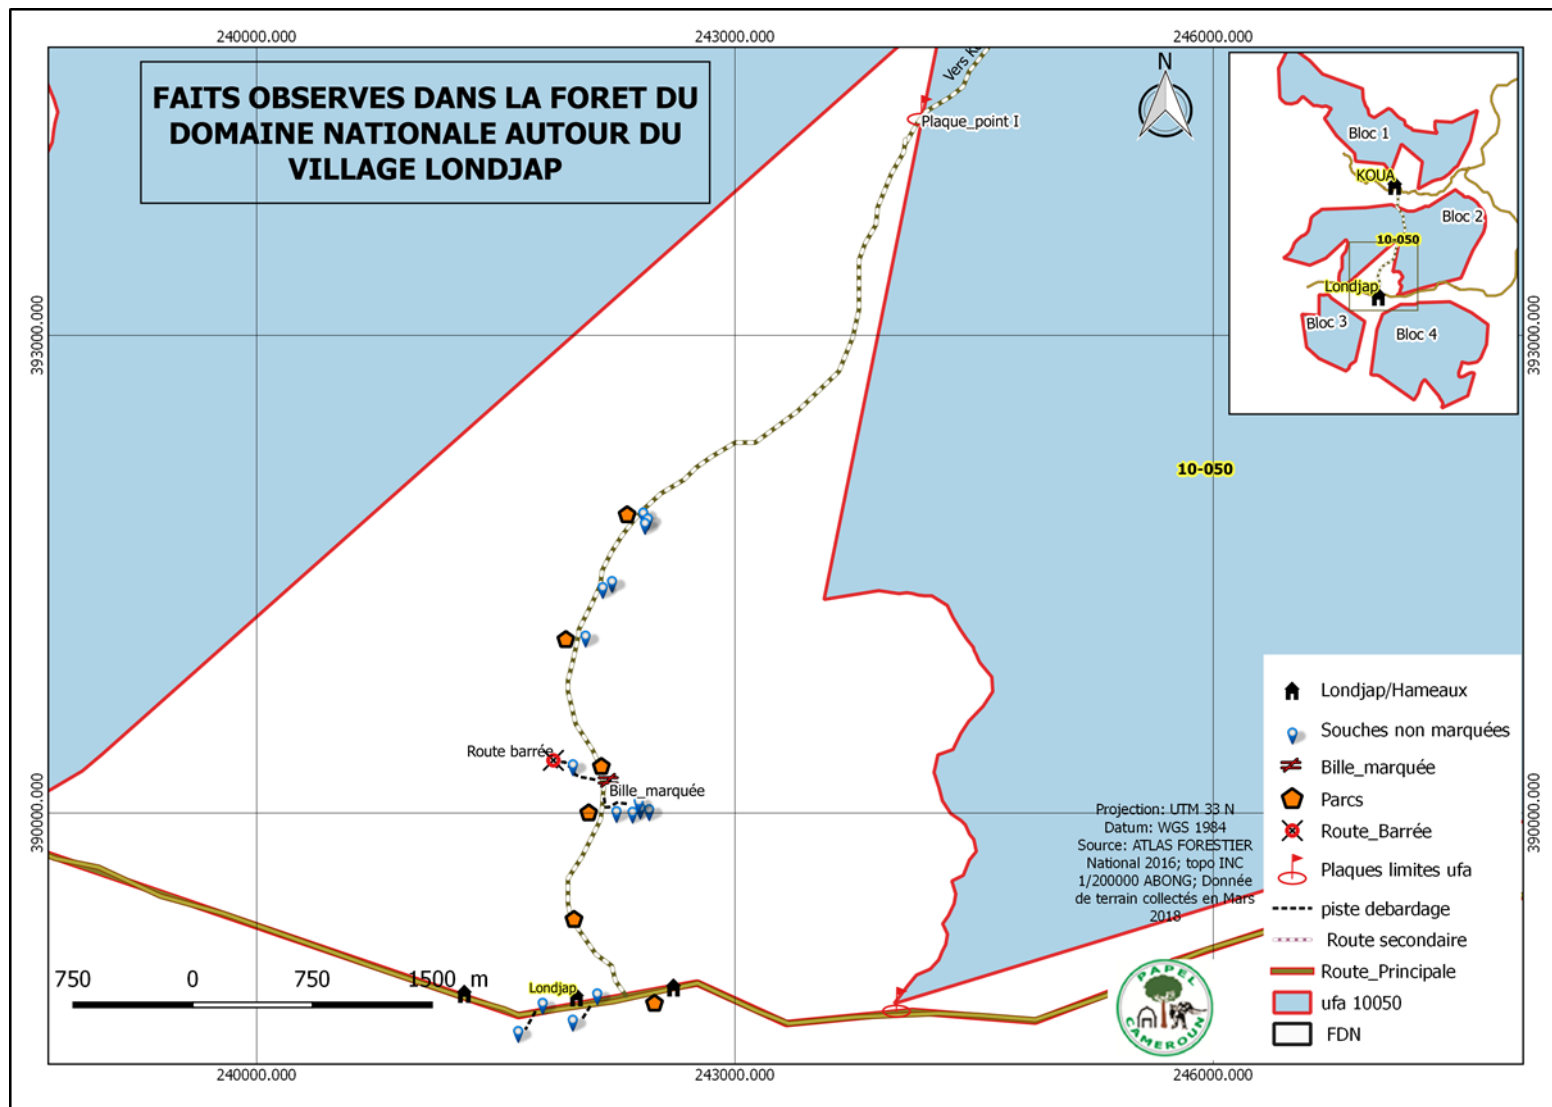 240000.000
243000.000
246000.000
FAITS OBSERVES DANS LA FORET DU
DOMAINE NATIONALE AUTOUR DU
VILLAGE LONDJAP
Vers
Plaque_point I
N
Bloc 1
KOUA
Bloc 2
10-050
Londjap
Bloc 3
Bloc 4
393000.000
393000.000
10-050
Route barrée
Bille_marquée
390000.000
390000.000
Projection: UTM 33 N
Datum: WGS 1984
Source: ATLAS FORESTIER
National 2016; topo INC
1/200000 ABONG; Donnée
de terrain collectés en Mars
2018
Londjap/Hameaux
Souches non marquées
Bille_marquée
Parcs
Route_Barrée
Plaques limites ufa
piste debardage
Route secondaire
Route_Principale
ufa 10050
FDN
750 0 750 1500 m
Londjap
PAPEL
CAMEROUN
240000.000
243000.000
246000.000